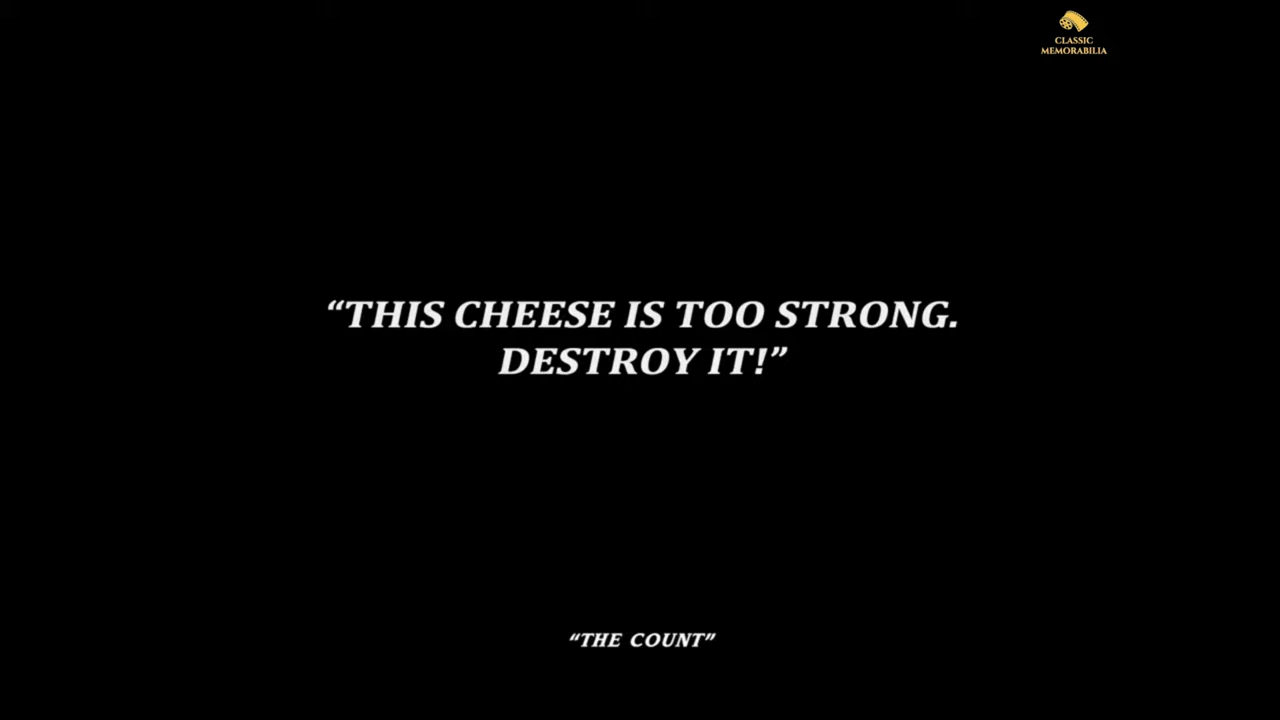 CLASSIC
MEMORABILIA
“THIS CHEESE IS TOO STRONG.
DESTROY IT!”
“THE COUNT”